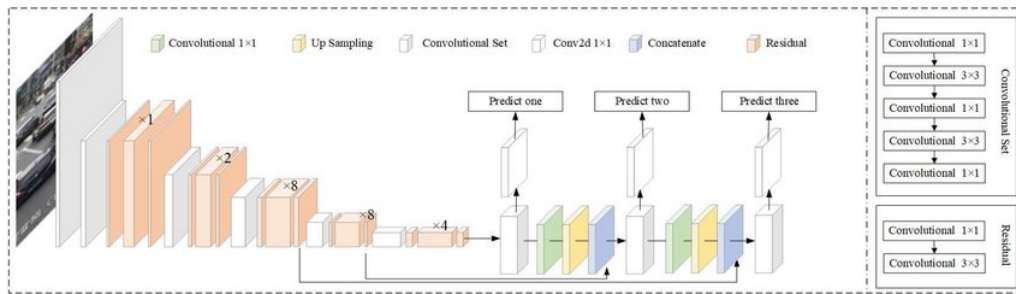 Convolutional 1×1
Up Sampling
Convolutional Set
Conv2d 1×1
Concatenate
Residual
×1
×2
×8
×8
×4
Predict one
Predict two
Predict three
Convolutional 1×1
Convolutional 3×3
Convolutional 1×1
Convolutional 3×3
Convolutional 1×1
Convolutional Set
Convolutional 1×1
Convolutional 3×3
Residual